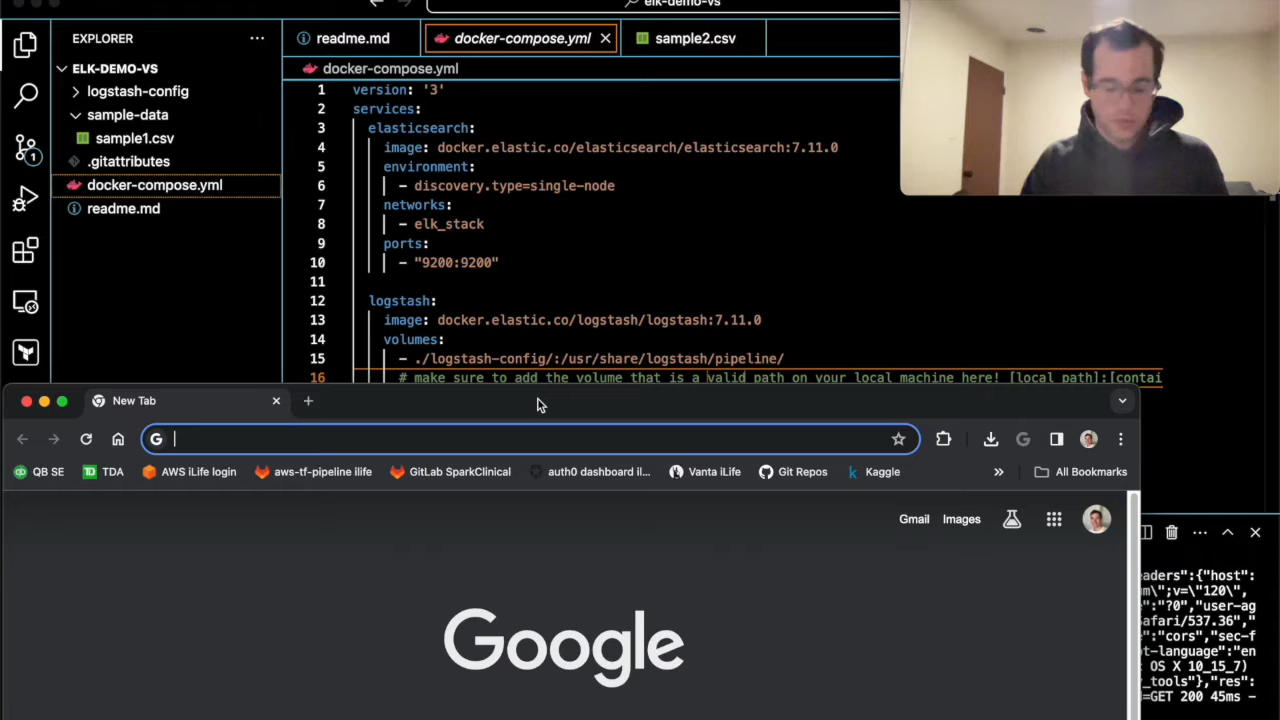 elk-demo-vs
EXPLORER
readme.md
docker-compose.yml
sample2.csv
ELK-DEMO-VS
logstash-config
sample-data
sample1.csv
.gitattributes
docker-compose.yml
readme.md
1
docker-compose.yml
1 version: '3'
2 services:
3 elasticsearch:
4 image: docker.elastic.co/elasticsearch/elasticsearch:7.11.0
5 environment:
6 - discovery.type=single-node
7 networks:
8 - elk_stack
9 ports:
10 - "9200:9200"
11
12 logstash:
13 image: docker.elastic.co/logstash/logstash:7.11.0
14 volumes:
15 - ./logstash-config/:/usr/share/logstash/pipeline/
16 # make sure to add the volume that is a valid path on your local machine here! [local path]:[contai
New Tab
G
QB SE
TDA
AWS iLife login
aws-tf-pipeline ilife
GitLab SparkClinical
auth0 dashboard il...
Vanta iLife
Git Repos
Kaggle
All Bookmarks
Gmail
Images
Google
eaders":{"host":
m\";v=\"120\",
":"?0","user-ag
Safari/537.36","
":"cors","sec-f
t-language":"en
OS X 10_15_7)
_tools"},"res":
=GET 200 45ms -